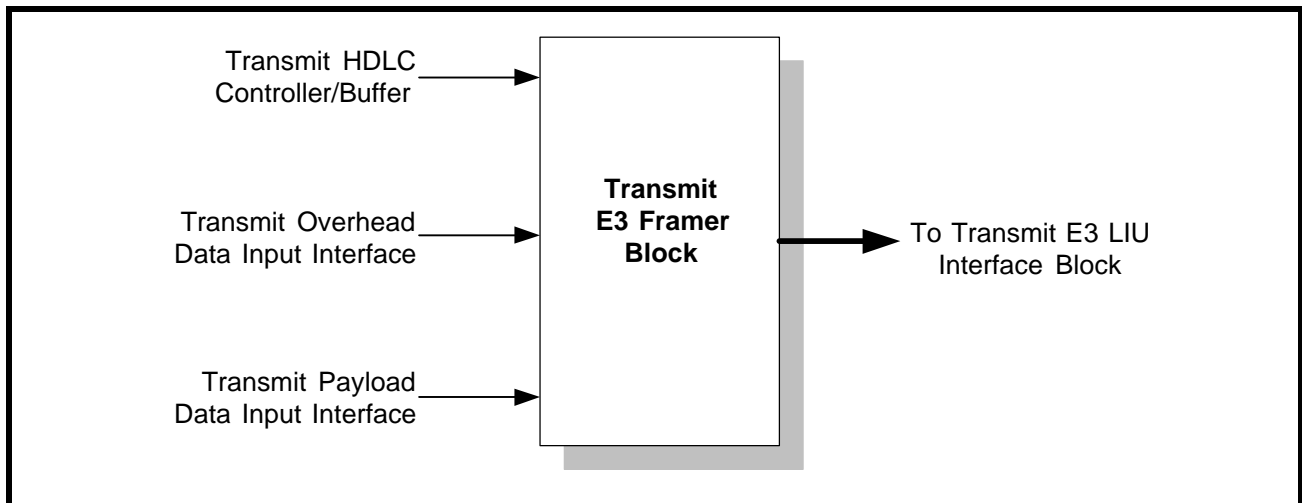 Transmit HDLC
Controller/Buffer
Transmit Overhead
Data Input Interface
Transmit Payload
Data Input Interface
Transmit
E3 Framer
Block
To Transmit E3 LIU
Interface Block